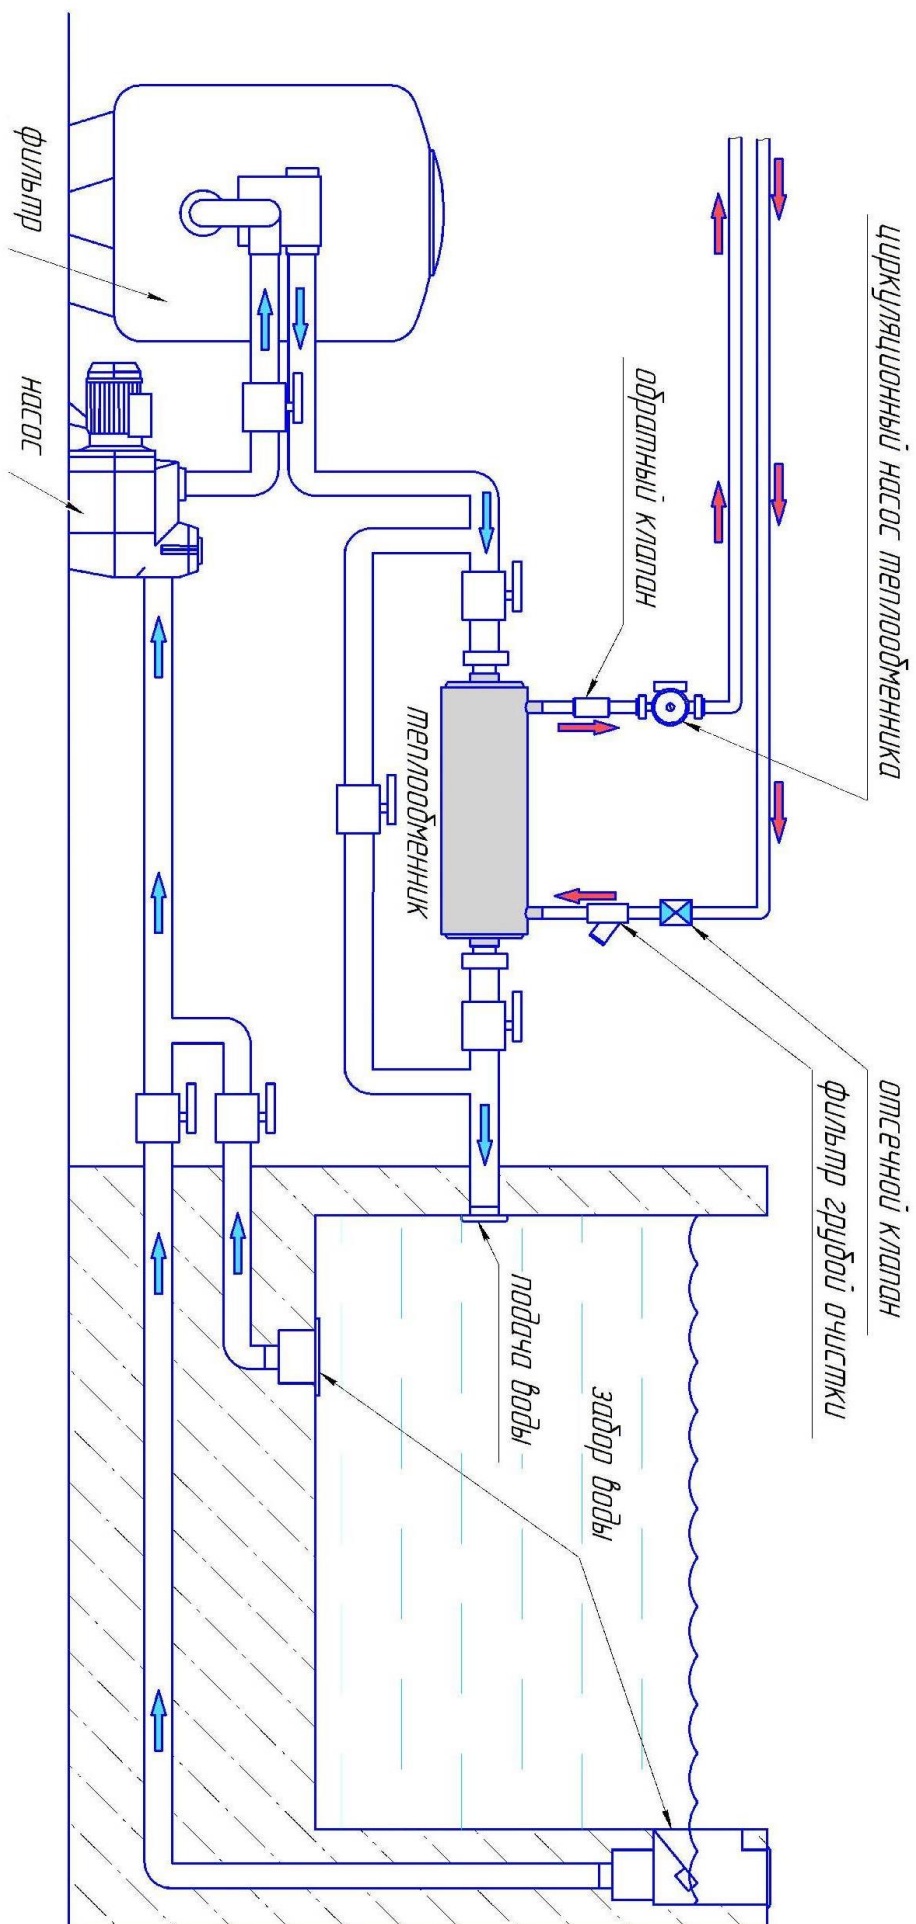 циркуляционный насос теплообменника
отсечной клапан
фильтр грубой очистки
обратный клапан
забор воды
подача воды
теплообменник
фильтр
насос